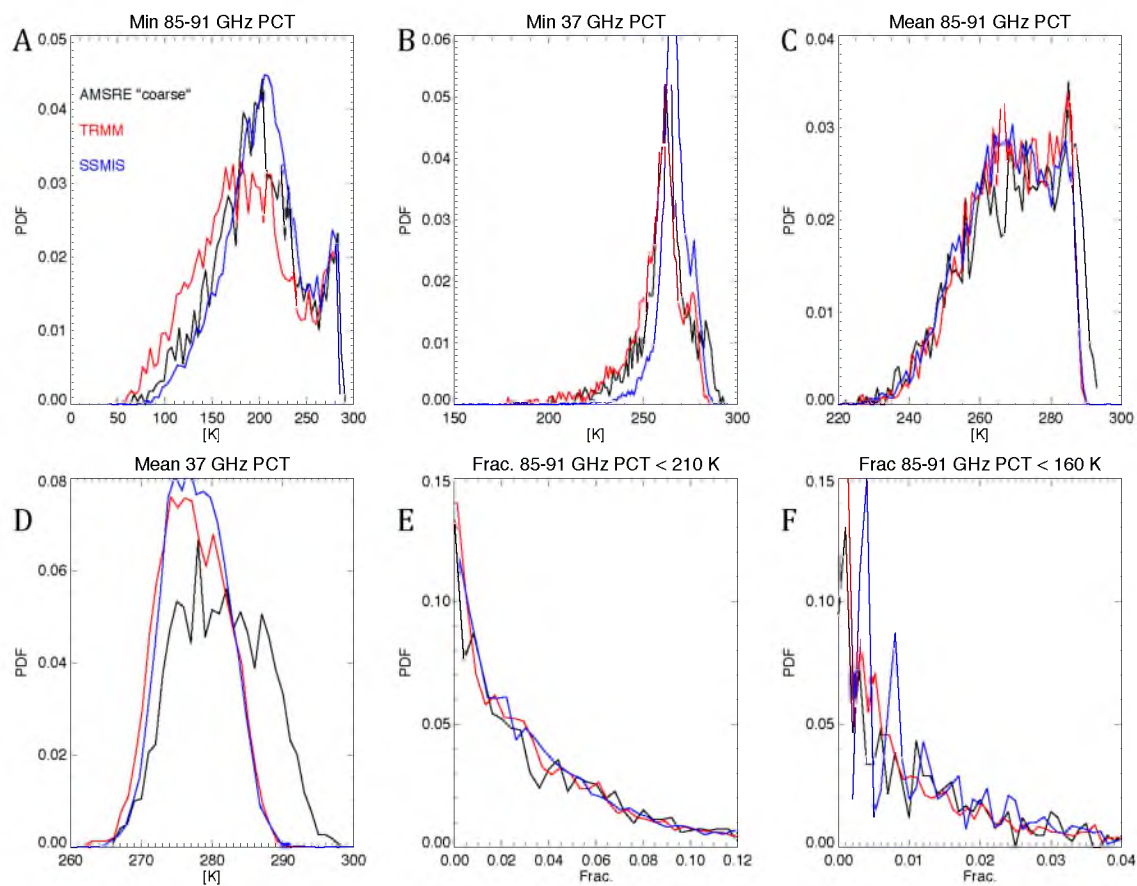 Min 85-91 GHz PCT
A
0.05
0.04
0.03
0.02
0.01
0.00
PDF
AMSRE "coarse"
TRMM
SSMIS
0 50 100 150 200 250 300
[K]
Min 37 GHz PCT
B
0.06
0.05
0.04
0.03
0.02
0.01
0.00
PDF
150 200 250 300
[K]
Mean 85-91 GHz PCT
C
0.04
0.03
0.02
0.01
0.00
PDF
220 240 260 280 300
[K]
Mean 37 GHz PCT
D
0.08
0.06
0.04
0.02
0.00
PDF
260 270 280 290 300
[K]
Frac. 85-91 GHz PCT < 210 K
E
0.15
0.10
0.05
0.00
PDF
0.00 0.02 0.04 0.06 0.08 0.10 0.12
Frac.
Frac 85-91 GHz PCT < 160 K
F
0.15
0.10
0.05
0.00
PDF
0.00 0.01 0.02 0.03 0.04
Frac.